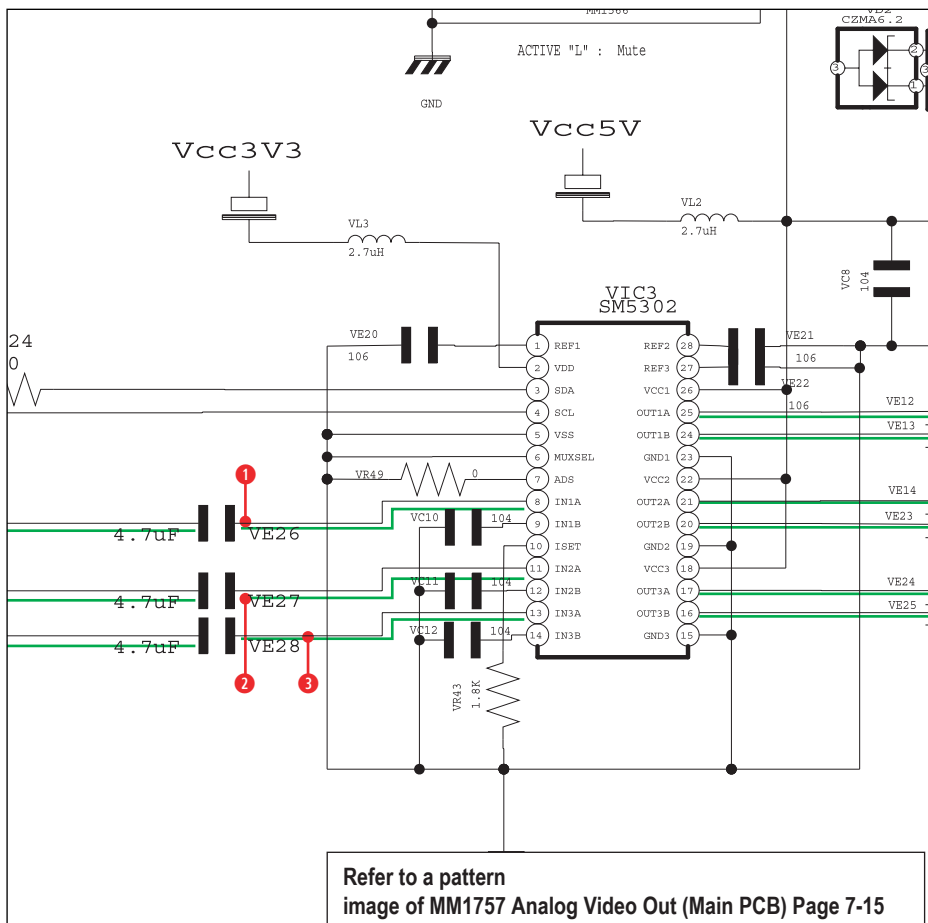 MM1566
VD2
CZMA6.2
ACTIVE "L" : Mute
2
3
3
1
GND
Vcc5V
Vcc3V3
VL2
2.7uH
VL3
2.7uH
VC8
104
VIC3
SM5302
24
0
VE20
106
VE21
106
VE22
106
1 REF1
2 VDD
3 SDA
4 SCL
5 VSS
6 MUXSEL
7 ADS
8 IN1A
9 IN1B
10 ISET
11 IN2A
12 IN2B
13 IN3A
14 IN3B
REF2 28
REF3 27
VCC1 26
OUT1A 25
OUT1B 24
GND1 23
VCC2 22
OUT2A 21
OUT2B 20
GND2 19
VCC3 18
OUT3A 17
OUT3B 16
GND3 15
VE12
VE13
VE14
VE23
VE24
VE25
VR49 0
1
4.7uF VE26
VC10 104
4.7uF VE27
VC11 104
4.7uF VE28
VC12 104
2
3
VR43
1.8K
Refer to a pattern
image of MM1757 Analog Video Out (Main PCB) Page 7-15